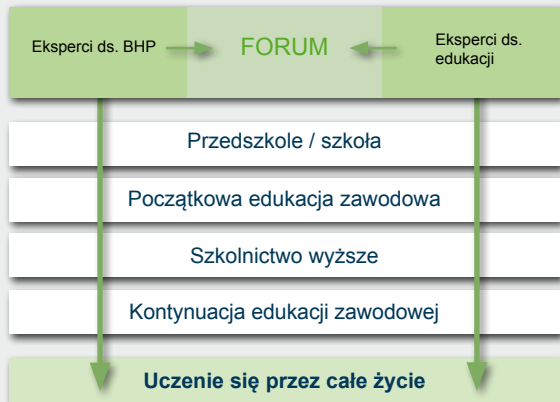 Eksperci ds. BHP
FORUM
Eksperci ds.
edukacji
Przedszkole / szkoła
Początkowa edukacja zawodowa
Szkolnictwo wyższe
Kontynuacja edukacji zawodowej
Uczenie się przez całe życie